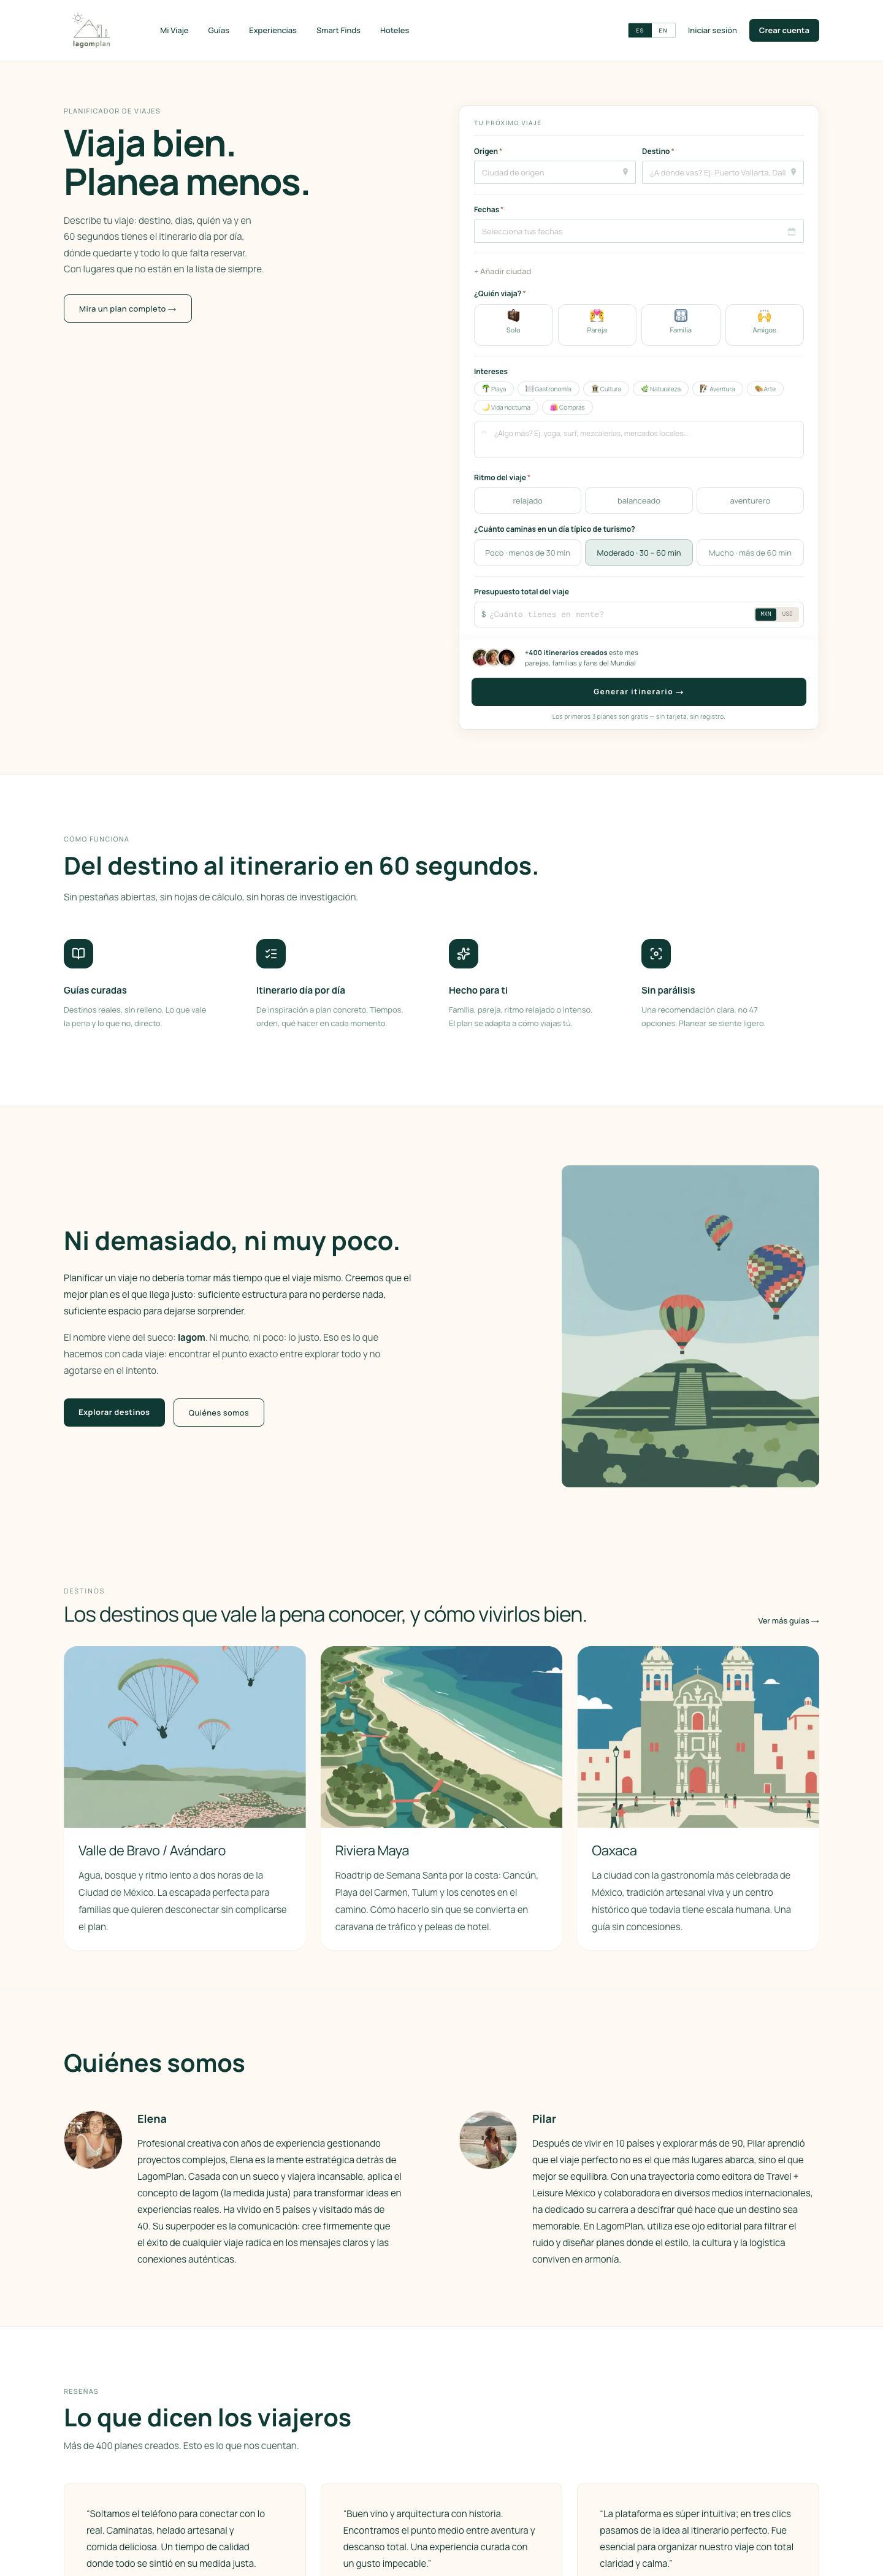 lagomplan
Mi Viaje
Guías
Experiencias
Smart Finds
Hoteles
ES
EN
Iniciar sesión
Crear cuenta
PLANIFICADOR DE VIAJES
Viaja bien.
Planea menos.
Describe tu viaje: destino, días, quién va y en
60 segundos tienes el itinerario día por día,
dónde quedarte y todo lo que falta reservar.
Con lugares que no están en la lista de siempre.
Mira un plan completo →
TU PRÓXIMO VIAJE
Origen *
Destino *
Ciudad de origen
¿A dónde vas? Ej: Puerto Vallarta, Dali
Fechas *
Selecciona tus fechas
+ Añadir ciudad
¿Quién viaja? *
Solo
Pareja
Familia
Amigos
Intereses
Playa
Gastronomía
Cultura
Naturaleza
Aventura
Arte
Vida nocturna
Compras
¿Algo más? Ej. yoga, surf, mezcalerías, mercados locales...
Ritmo del viaje *
relajado
balanceado
aventurero
¿Cuánto caminas en un día típico de turismo?
Poco · menos de 30 min
Moderado · 30 – 60 min
Mucho · más de 60 min
Presupuesto total del viaje
$ ¿Cuánto tienes en mente?
MXN
USD
+400 itinerarios creados este mes
parejas, familias y fans del Mundial
Generar itinerario →
Los primeros 3 planes son gratis — sin tarjeta, sin registro.
CÓMO FUNCIONA
Del destino al itinerario en 60 segundos.
Sin pestañas abiertas, sin hojas de cálculo, sin horas de investigación.
Guías curadas
Destinos reales, sin relleno. Lo que vale
la pena y lo que no, directo.
Itinerario día por día
De inspiración a plan concreto. Tiempos,
orden, qué hacer en cada momento.
Hecho para ti
Familia, pareja, ritmo relajado o intenso.
El plan se adapta a cómo viajas tú.
Sin parálisis
Una recomendación clara, no 47
opciones. Planear se siente ligero.
Ni demasiado, ni muy poco.
Planificar un viaje no debería tomar más tiempo que el viaje mismo. Creemos que el
mejor plan es el que llega justo: suficiente estructura para no perderse nada,
suficiente espacio para dejarse sorprender.
El nombre viene del sueco: lagom. Ni mucho, ni poco: lo justo. Eso es lo que
hacemos con cada viaje: encontrar el punto exacto entre explorar todo y no
agotarse en el intento.
Explorar destinos
Quiénes somos
DESTINOS
Los destinos que vale la pena conocer, y cómo vivirlos bien.
Ver más guías →
Valle de Bravo / Avándaro
Agua, bosque y ritmo lento a dos horas de la
Ciudad de México. La escapada perfecta para
familias que quieren desconectar sin complicarse
el plan.
Riviera Maya
Roadtrip de Semana Santa por la costa: Cancún,
Playa del Carmen, Tulum y los cenotes en el
camino. Cómo hacerlo sin que se convierta en
caravana de tráfico y peleas de hotel.
Oaxaca
La ciudad con la gastronomía más celebrada de
México, tradición artesanal viva y un centro
histórico que todavía tiene escala humana. Una
guía sin concesiones.
Quiénes somos
Elena
Profesional creativa con años de experiencia gestionando
proyectos complejos, Elena es la mente estratégica detrás de
LagomPlan. Casada con un sueco y viajera incansable, aplica el
concepto de lagom (la medida justa) para transformar ideas en
experiencias reales. Ha vivido en 5 países y visitado más de
40. Su superpoder es la comunicación: cree firmemente que
el éxito de cualquier viaje radica en los mensajes claros y las
conexiones auténticas.
Pilar
Después de vivir en 10 países y explorar más de 90, Pilar aprendió
que el viaje perfecto no es el que más lugares abarca, sino el que
mejor se equilibra. Con una trayectoria como editora de Travel +
Leisure México y colaboradora en diversos medios internacionales,
ha dedicado su carrera a descifrar qué hace que un destino sea
memorable. En LagomPlan, utiliza ese ojo editorial para filtrar el
ruido y diseñar planes donde el estilo, la cultura y la logística
conviven en armonía.
RESEÑAS
Lo que dicen los viajeros
Más de 400 planes creados. Esto es lo que nos cuentan.
"Soltamos el teléfono para conectar con lo
real. Caminatas, helado artesanal y
comida deliciosa. Un tiempo de calidad
donde todo se sintió en su medida justa.
"Buen vino y arquitectura con historia.
Encontramos el punto medio entre aventura y
descanso total. Una experiencia curada con
un gusto impecable."
"La plataforma es súper intuitiva; en tres clics
pasamos de la idea al itinerario perfecto. Fue
esencial para organizar nuestro viaje con total
claridad y calma."